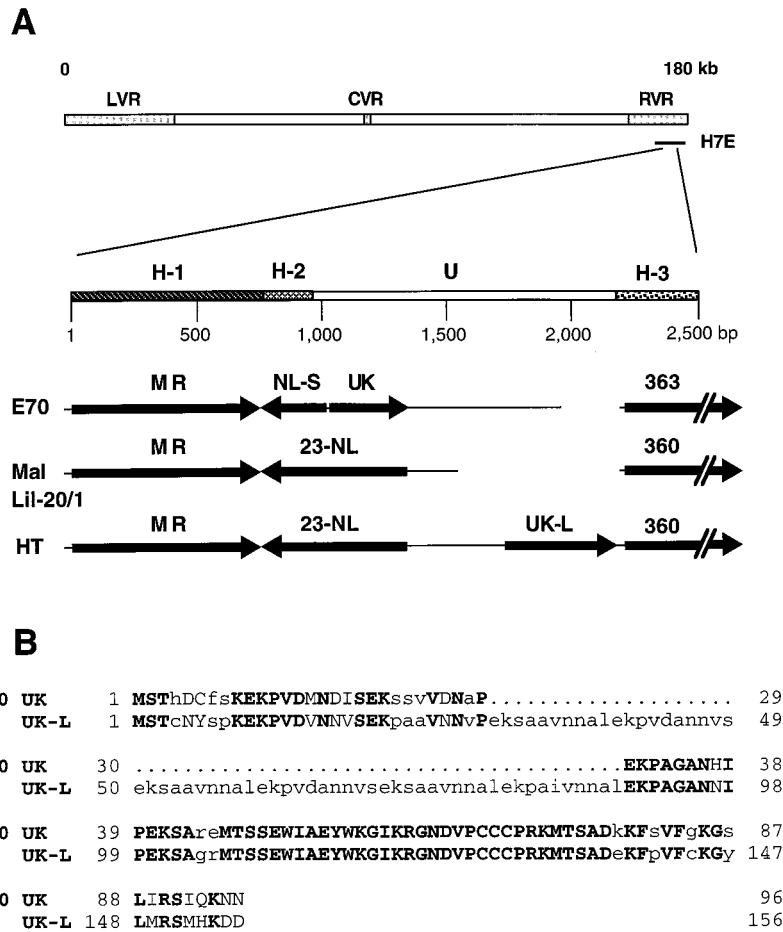 A
0 180 kb
LVR CVR RVR
H7E
H-1 H-2 U H-3
1 500 1,000 1,500 2,000 2,500 bp
MR NL-S UK 363
E70
MR 23-NL 360
Mal
Lil-20/1
MR 23-NL UK-L 360
HT
B
0 UK 1 MSThDCfsKEKPVDMNDISEKssvVDNaP.................... 29
UK-L 1 MSTcNYspKEKPVDVNNVSEKpaaVNNvPeksaavnnalekpvdannvs 49
0 UK 30 ........................................EKPAGANHI 38
UK-L 50 eksaavnnalekpvdannvseksaavnnalekpaivnnalEKPAGANNI 98
0 UK 39 PEKSAreMTSSEWIAEYWKGIKRGNDVPCCCPRKMTSADkKFsVFgKGs 87
UK-L 99 PEKSAgrMTSSEWIAEYWKGIKRGNDVPCCCPRKMTSADeKFpVFcKGy 147
0 UK 88 LIRSIQKNN 96
UK-L 148 LMRSMHKDD 156